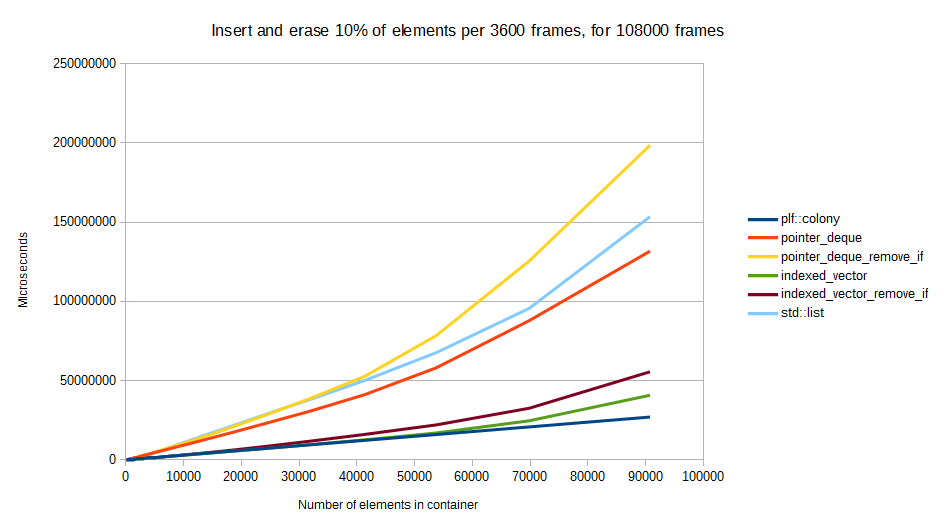 Insert and erase 10% of elements per 3600 frames, for 108000 frames
250000000
200000000
150000000
100000000
50000000
0
Microseconds
0 10000 20000 30000 40000 50000 60000 70000 80000 90000 100000
Number of elements in container
plf::colony
pointer_deque
pointer_deque_remove_if
indexed_vector
indexed_vector_remove_if
std::list